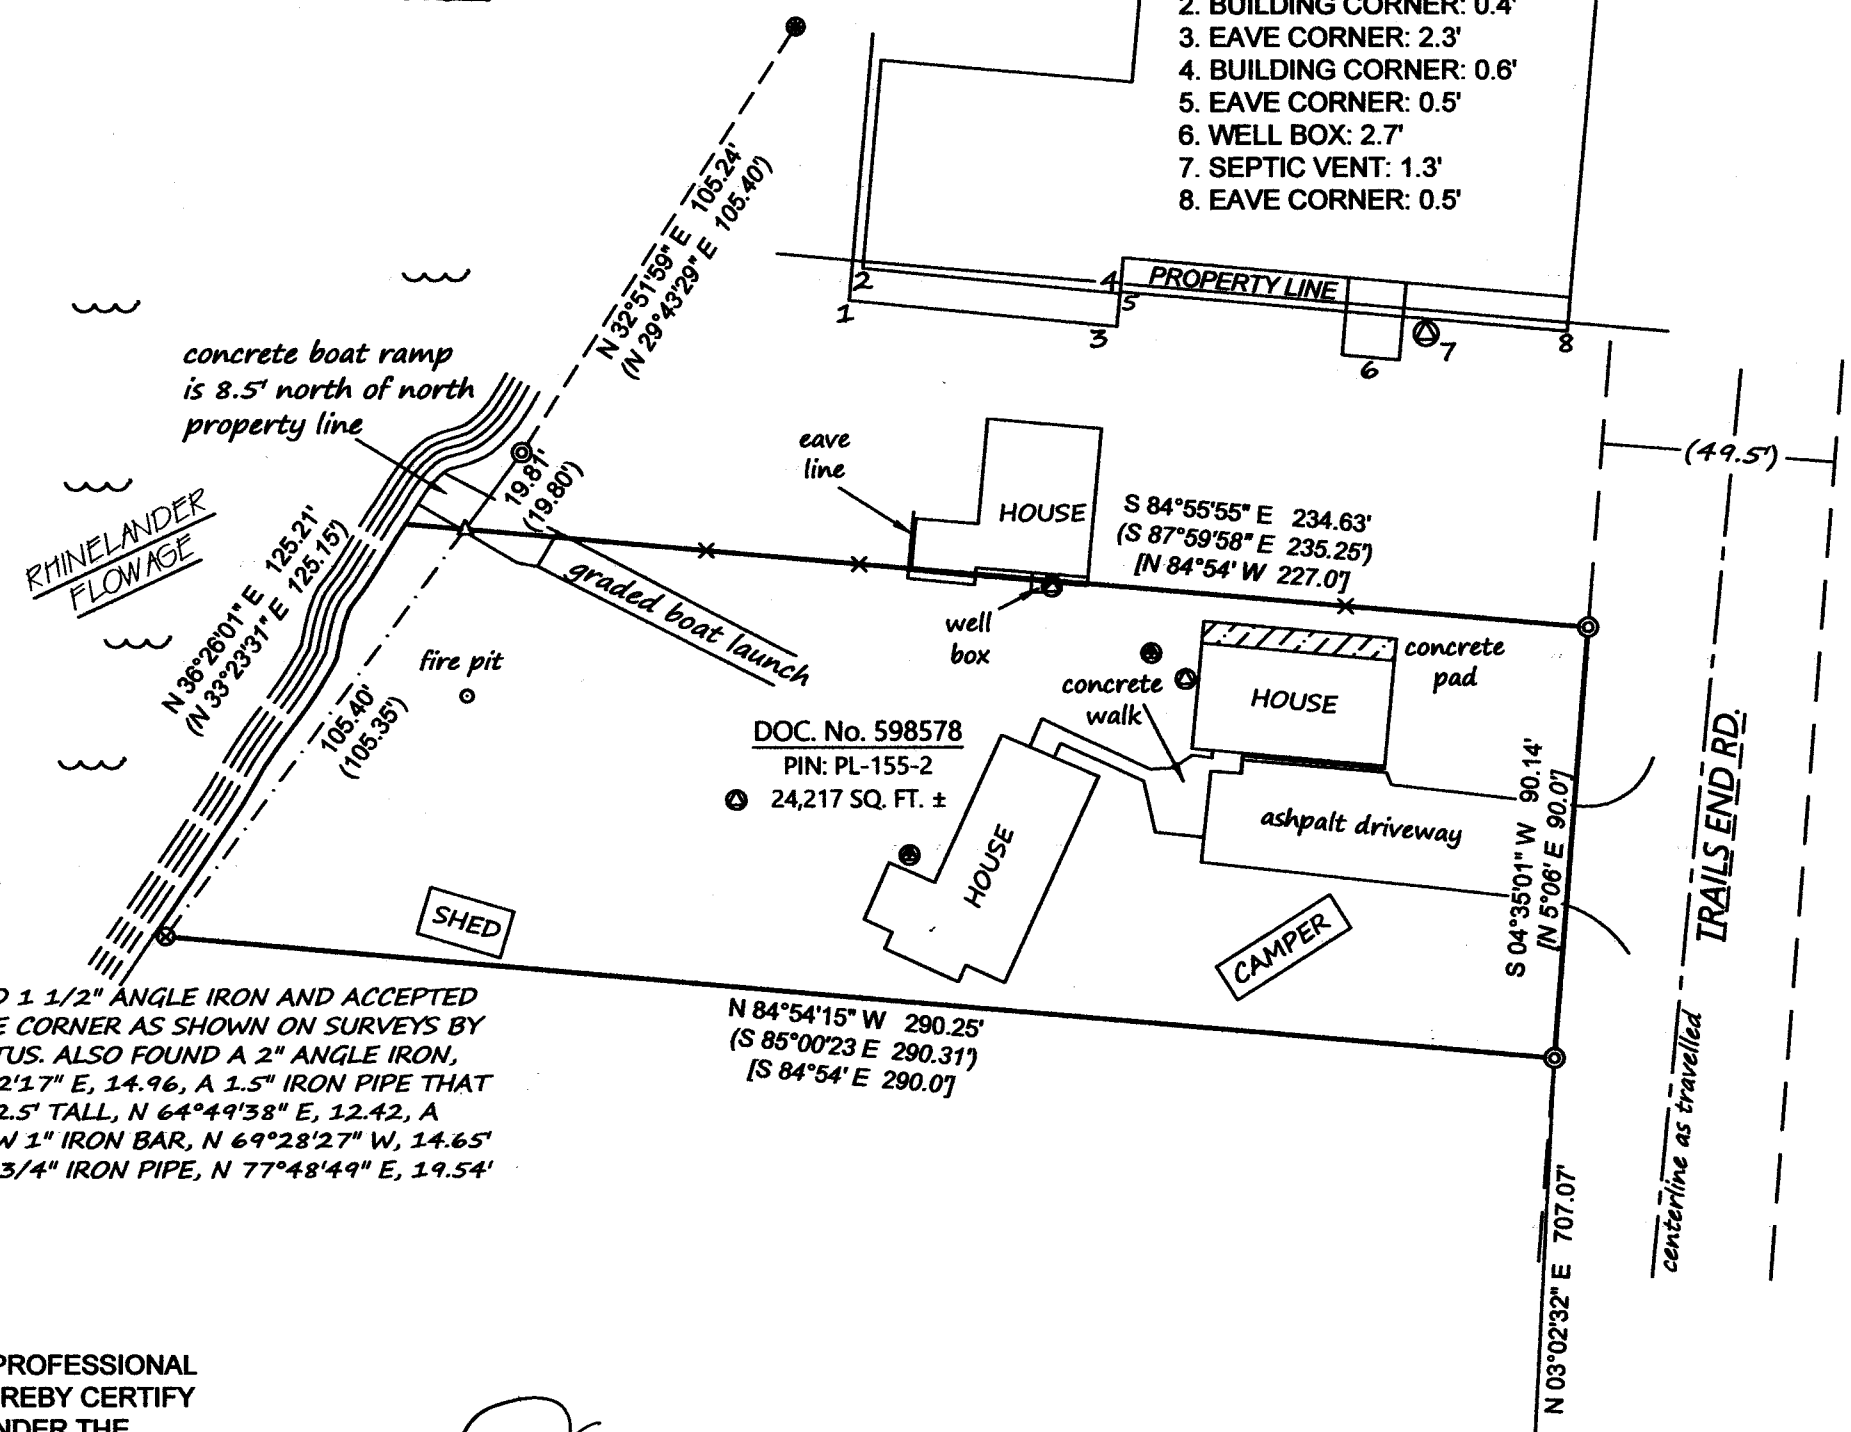 2. BUILDING CORNER: 0.4'
3. EAVE CORNER: 2.3'
4. BUILDING CORNER: 0.6'
5. EAVE CORNER: 0.5'
6. WELL BOX: 2.7'
7. SEPTIC VENT: 1.3'
8. EAVE CORNER: 0.5'
N 32°51'59" E 105.24'
(N 29°43'29" E 105.40')
2
1
4
5
3
PROPERTY LINE
6
7
8
concrete boat ramp
is 8.5' north of north
property line
19.81'
(19.80')
eave
line
HOUSE
S 84°55'55" E 234.63'
(S 87°59'58" E 235.25')
[N 84°54' W 227.0']
(49.5')
RHINELANDER
FLOWAGE
N 36°26'01" E 125.21'
(N 33°23'31" E 125.15')
graded boat launch
fire pit
105.40'
(105.35')
well
box
concrete
walk
HOUSE
concrete
pad
DOC. No. 598578
PIN: PL-155-2
24,217 SQ. FT. ±
HOUSE
ashpalt driveway
S 04°35'01" W 90.14'
[N 5°06' E 90.0']
TRAILS END RD.
SHED
CAMPER
N 84°54'15" W 290.25'
(S 85°00'23 E 290.31')
[S 84°54' E 290.0']
centerline as travelled
N 03°02'32" E 707.07'
D 1 1/2" ANGLE IRON AND ACCEPTED
E CORNER AS SHOWN ON SURVEYS BY
TUS. ALSO FOUND A 2" ANGLE IRON,
2'17" E, 14.96, A 1.5" IRON PIPE THAT
2.5' TALL, N 64°49'38" E, 12.42, A
W 1" IRON BAR, N 69°28'27" W, 14.65'
3/4" IRON PIPE, N 77°48'49" E, 19.54'
PROFESSIONAL
REBY CERTIFY
NDER THE